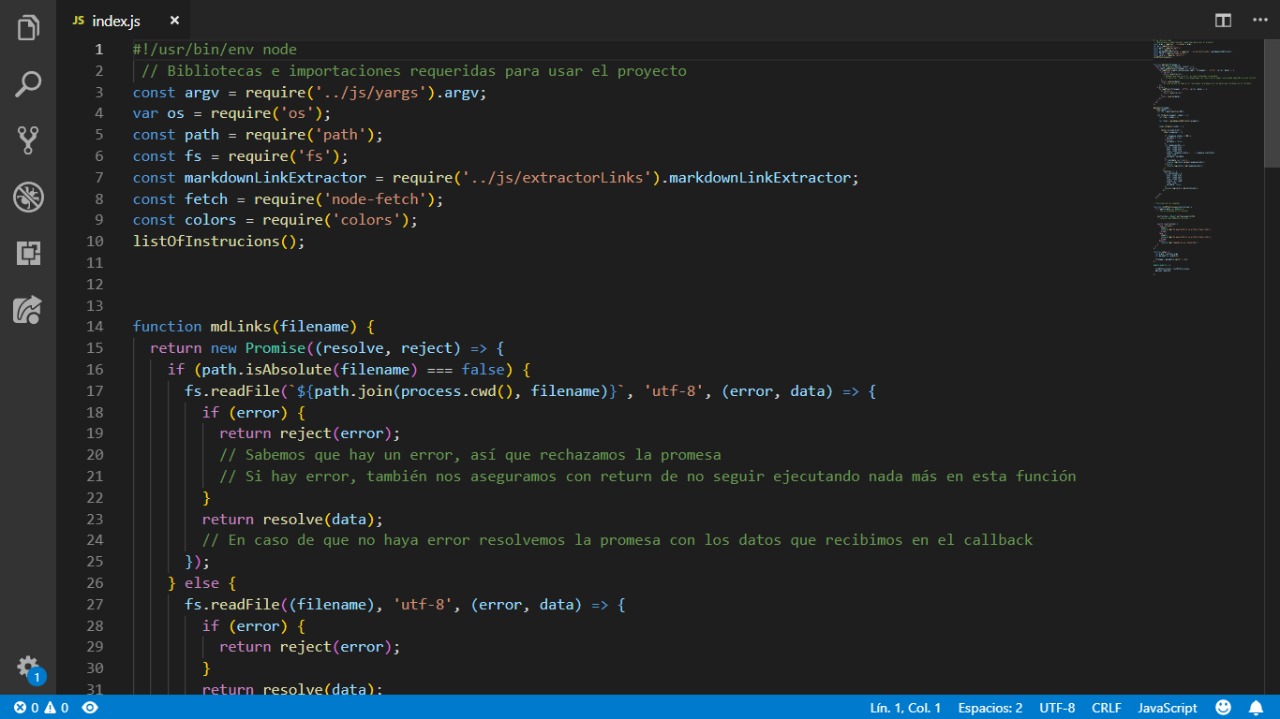 JS index.js ×
1 #!/usr/bin/env node
2 // Bibliotecas e importaciones requeridas para usar el proyecto
3 const argv = require('../js/yargs').argv;
4 var os = require('os');
5 const path = require('path');
6 const fs = require('fs');
7 const markdownLinkExtractor = require('../js/extractorLinks').markdownLinkExtractor;
8 const fetch = require('node-fetch');
9 const colors = require('colors');
10 listOfInstrucions();
11
12
13
14 function mdLinks(filename) {
15 return new Promise((resolve, reject) => {
16 if (path.isAbsolute(filename) === false) {
17 fs.readFile(`${path.join(process.cwd(), filename)}`, 'utf-8', (error, data) => {
18 if (error) {
19 return reject(error);
20 // Sabemos que hay un error, así que rechazamos la promesa
21 // Si hay error, también nos aseguramos con return de no seguir ejecutando nada más en esta función
22 }
23 return resolve(data);
24 // En caso de que no haya error resolvemos la promesa con los datos que recibimos en el callback
25 });
26 } else {
27 fs.readFile((filename), 'utf-8', (error, data) => {
28 if (error) {
29 return reject(error);
30 }
31 return resolve(data);
1
0 0 Lín. 1, Col. 1 Espacios: 2 UTF-8 CRLF JavaScript